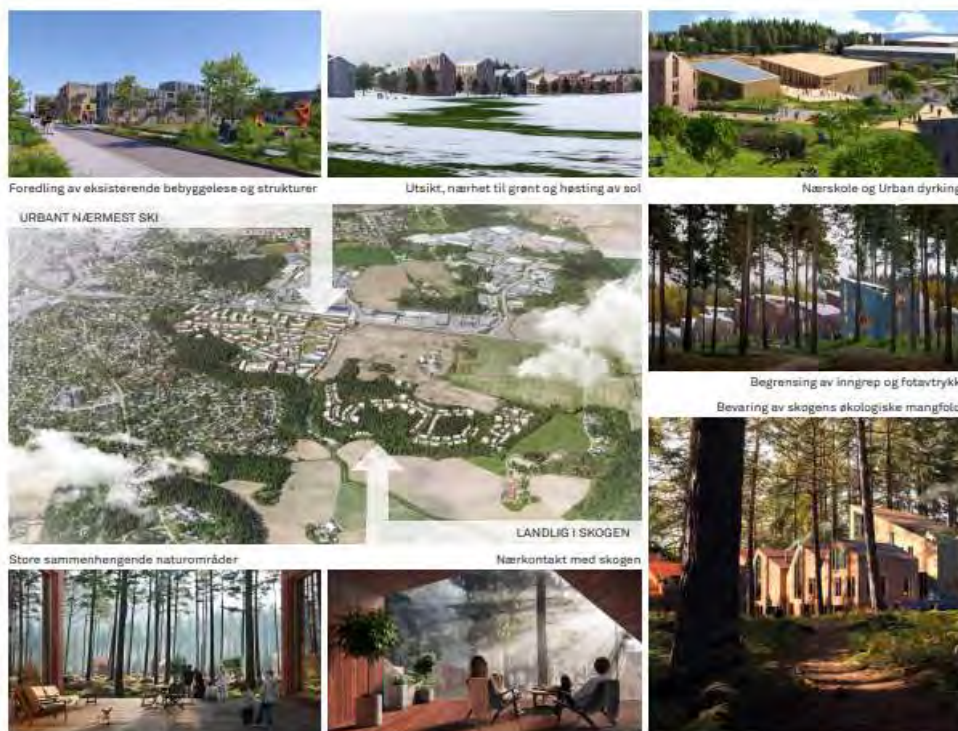 Foredling av eksisterende bebyggelese og strukturer
Utsikt, nærhet til grønt og høsting av sol
Nærskole og Urban dyrking
URBANT NÆRMEST SKI
Begrensing av inngrep og fotavtrykk
Bevaring av skogens økologiske mangfold
LANDLIG I SKOGEN
Store sammenhengende naturområder
Nærkontakt med skogen